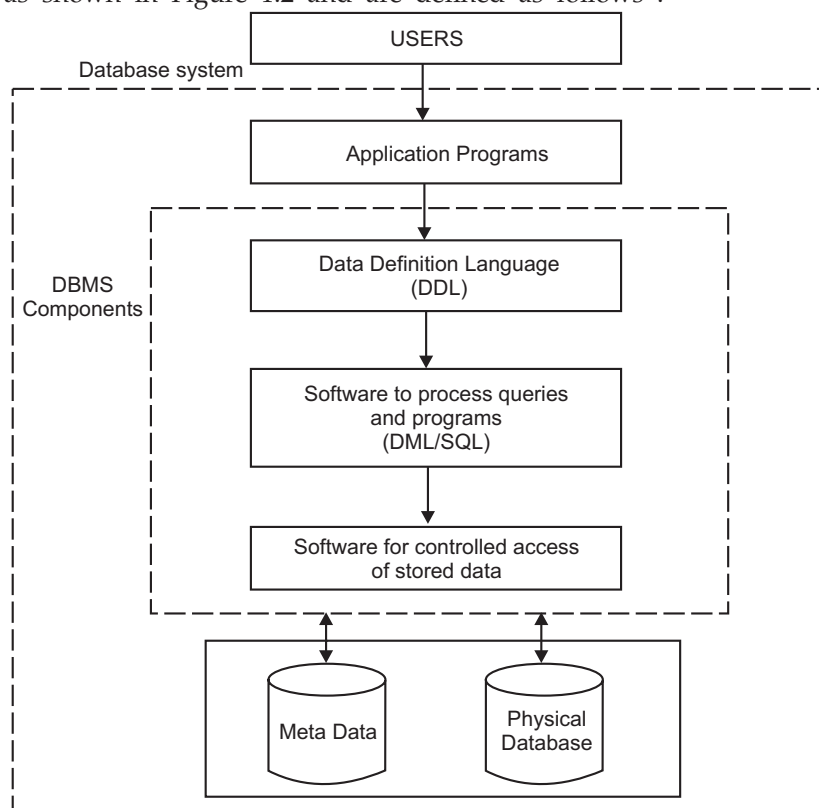 as shown in Figure 1.2 and are defined as follows :
USERS
Database system
Application Programs
Data Definition Language
(DDL)
DBMS
Components
Software to process queries
and programs
(DML/SQL)
Software for controlled access
of stored data
Meta Data
Physical
Database